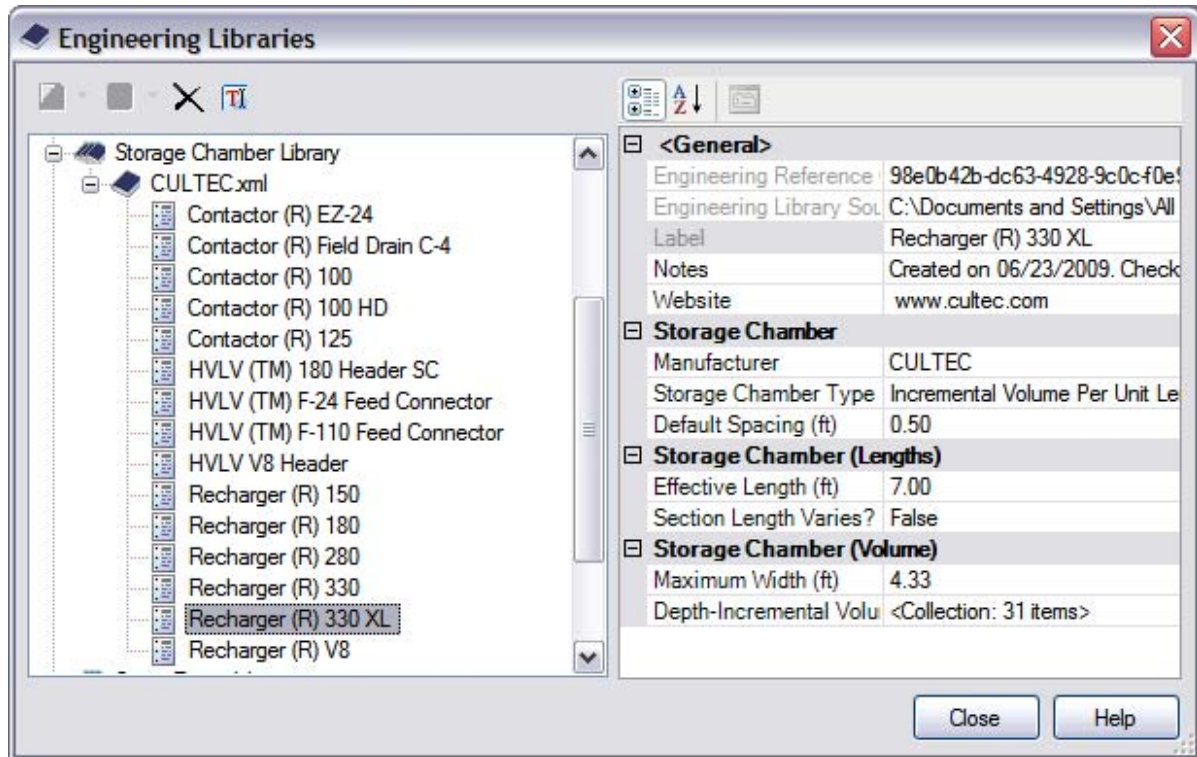 Engineering Libraries
Storage Chamber Library
CULTEC.xml
Contactor (R) EZ-24
Contactor (R) Field Drain C-4
Contactor (R) 100
Contactor (R) 100 HD
Contactor (R) 125
HVLV (TM) 180 Header SC
HVLV (TM) F-24 Feed Connector
HVLV (TM) F-110 Feed Connector
HVLV V8 Header
Recharger (R) 150
Recharger (R) 180
Recharger (R) 280
Recharger (R) 330
Recharger (R) 330 XL
Recharger (R) V8
<General>
Engineering Reference 98e0b42b-dc63-4928-9c0c-f0e
Engineering Library Sou C:\Documents and Settings\All
Label Recharger (R) 330 XL
Notes Created on 06/23/2009. Check
Website www.cultec.com
Storage Chamber
Manufacturer CULTEC
Storage Chamber Type Incremental Volume Per Unit Le
Default Spacing (ft) 0.50
Storage Chamber (Lengths)
Effective Length (ft) 7.00
Section Length Varies? False
Storage Chamber (Volume)
Maximum Width (ft) 4.33
Depth-Incremental Volu <Collection: 31 items>
Close Help